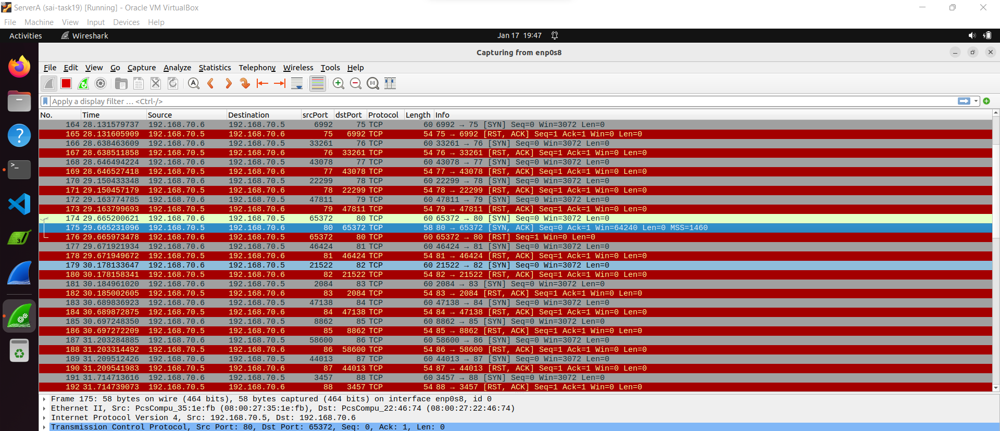 ServerA (sai-task19) [Running] - Oracle VM VirtualBox
File Machine View Input Devices Help
Activities Wireshark Jan 17 19:47
Capturing from enp0s8
File Edit View Go Capture Analyze Statistics Telephony Wireless Tools Help
Apply a display filter … <Ctrl-/>
No. Time Source Destination srcPort dstPort Protocol Length Info
164 28.131579737 192.168.70.6 192.168.70.5 6992 75 TCP 60 6992 → 75 [SYN] Seq=0 Win=3072 Len=0
165 28.131605909 192.168.70.5 192.168.70.6 75 6992 TCP 54 75 → 6992 [RST, ACK] Seq=1 Ack=1 Win=0 Len=0
166 28.638463609 192.168.70.6 192.168.70.5 33261 76 TCP 60 33261 → 76 [SYN] Seq=0 Win=3072 Len=0
167 28.638511858 192.168.70.5 192.168.70.6 76 33261 TCP 54 76 → 33261 [RST, ACK] Seq=1 Ack=1 Win=0 Len=0
168 28.646494224 192.168.70.6 192.168.70.5 43078 77 TCP 60 43078 → 77 [SYN] Seq=0 Win=3072 Len=0
169 28.646527418 192.168.70.5 192.168.70.6 77 43078 TCP 54 77 → 43078 [RST, ACK] Seq=1 Ack=1 Win=0 Len=0
170 29.150433348 192.168.70.6 192.168.70.5 22299 78 TCP 60 22299 → 78 [SYN] Seq=0 Win=3072 Len=0
171 29.150457179 192.168.70.5 192.168.70.6 78 22299 TCP 54 78 → 22299 [RST, ACK] Seq=1 Ack=1 Win=0 Len=0
172 29.163774785 192.168.70.6 192.168.70.5 47811 79 TCP 60 47811 → 79 [SYN] Seq=0 Win=3072 Len=0
173 29.163799693 192.168.70.5 192.168.70.6 79 47811 TCP 54 79 → 47811 [RST, ACK] Seq=1 Ack=1 Win=0 Len=0
174 29.665200621 192.168.70.6 192.168.70.5 65372 80 TCP 60 65372 → 80 [SYN] Seq=0 Win=3072 Len=0
175 29.665231096 192.168.70.5 192.168.70.6 80 65372 TCP 58 80 → 65372 [SYN, ACK] Seq=0 Ack=1 Win=64240 Len=0 MSS=1460
176 29.665973478 192.168.70.6 192.168.70.5 65372 80 TCP 60 65372 → 80 [RST] Seq=1 Win=0 Len=0
177 29.671921934 192.168.70.6 192.168.70.5 46424 81 TCP 60 46424 → 81 [SYN] Seq=0 Win=3072 Len=0
178 29.671949672 192.168.70.5 192.168.70.6 81 46424 TCP 54 81 → 46424 [RST, ACK] Seq=1 Ack=1 Win=0 Len=0
179 30.178133647 192.168.70.6 192.168.70.5 21522 82 TCP 60 21522 → 82 [SYN] Seq=0 Win=3072 Len=0
180 30.178158341 192.168.70.5 192.168.70.6 82 21522 TCP 54 82 → 21522 [RST, ACK] Seq=1 Ack=1 Win=0 Len=0
181 30.184961020 192.168.70.6 192.168.70.5 2084 83 TCP 60 2084 → 83 [SYN] Seq=0 Win=3072 Len=0
182 30.185002605 192.168.70.5 192.168.70.6 83 2084 TCP 54 83 → 2084 [RST, ACK] Seq=1 Ack=1 Win=0 Len=0
183 30.689836923 192.168.70.6 192.168.70.5 47138 84 TCP 60 47138 → 84 [SYN] Seq=0 Win=3072 Len=0
184 30.689872875 192.168.70.5 192.168.70.6 84 47138 TCP 54 84 → 47138 [RST, ACK] Seq=1 Ack=1 Win=0 Len=0
185 30.697248350 192.168.70.6 192.168.70.5 8862 85 TCP 60 8862 → 85 [SYN] Seq=0 Win=3072 Len=0
186 30.697272209 192.168.70.5 192.168.70.6 85 8862 TCP 54 85 → 8862 [RST, ACK] Seq=1 Ack=1 Win=0 Len=0
187 31.203284885 192.168.70.6 192.168.70.5 58600 86 TCP 60 58600 → 86 [SYN] Seq=0 Win=3072 Len=0
188 31.203314492 192.168.70.5 192.168.70.6 86 58600 TCP 54 86 → 58600 [RST, ACK] Seq=1 Ack=1 Win=0 Len=0
189 31.209512426 192.168.70.6 192.168.70.5 44013 87 TCP 60 44013 → 87 [SYN] Seq=0 Win=3072 Len=0
190 31.209541983 192.168.70.5 192.168.70.6 87 44013 TCP 54 87 → 44013 [RST, ACK] Seq=1 Ack=1 Win=0 Len=0
191 31.714713616 192.168.70.6 192.168.70.5 3457 88 TCP 60 3457 → 88 [SYN] Seq=0 Win=3072 Len=0
192 31.714739073 192.168.70.5 192.168.70.6 88 3457 TCP 54 88 → 3457 [RST, ACK] Seq=1 Ack=1 Win=0 Len=0
Frame 175: 58 bytes on wire (464 bits), 58 bytes captured (464 bits) on interface enp0s8, id 0
Ethernet II, Src: PcsCompu_35:1e:fb (08:00:27:35:1e:fb), Dst: PcsCompu_22:46:74 (08:00:27:22:46:74)
Internet Protocol Version 4, Src: 192.168.70.5, Dst: 192.168.70.6
Transmission Control Protocol, Src Port: 80, Dst Port: 65372, Seq: 0, Ack: 1, Len: 0